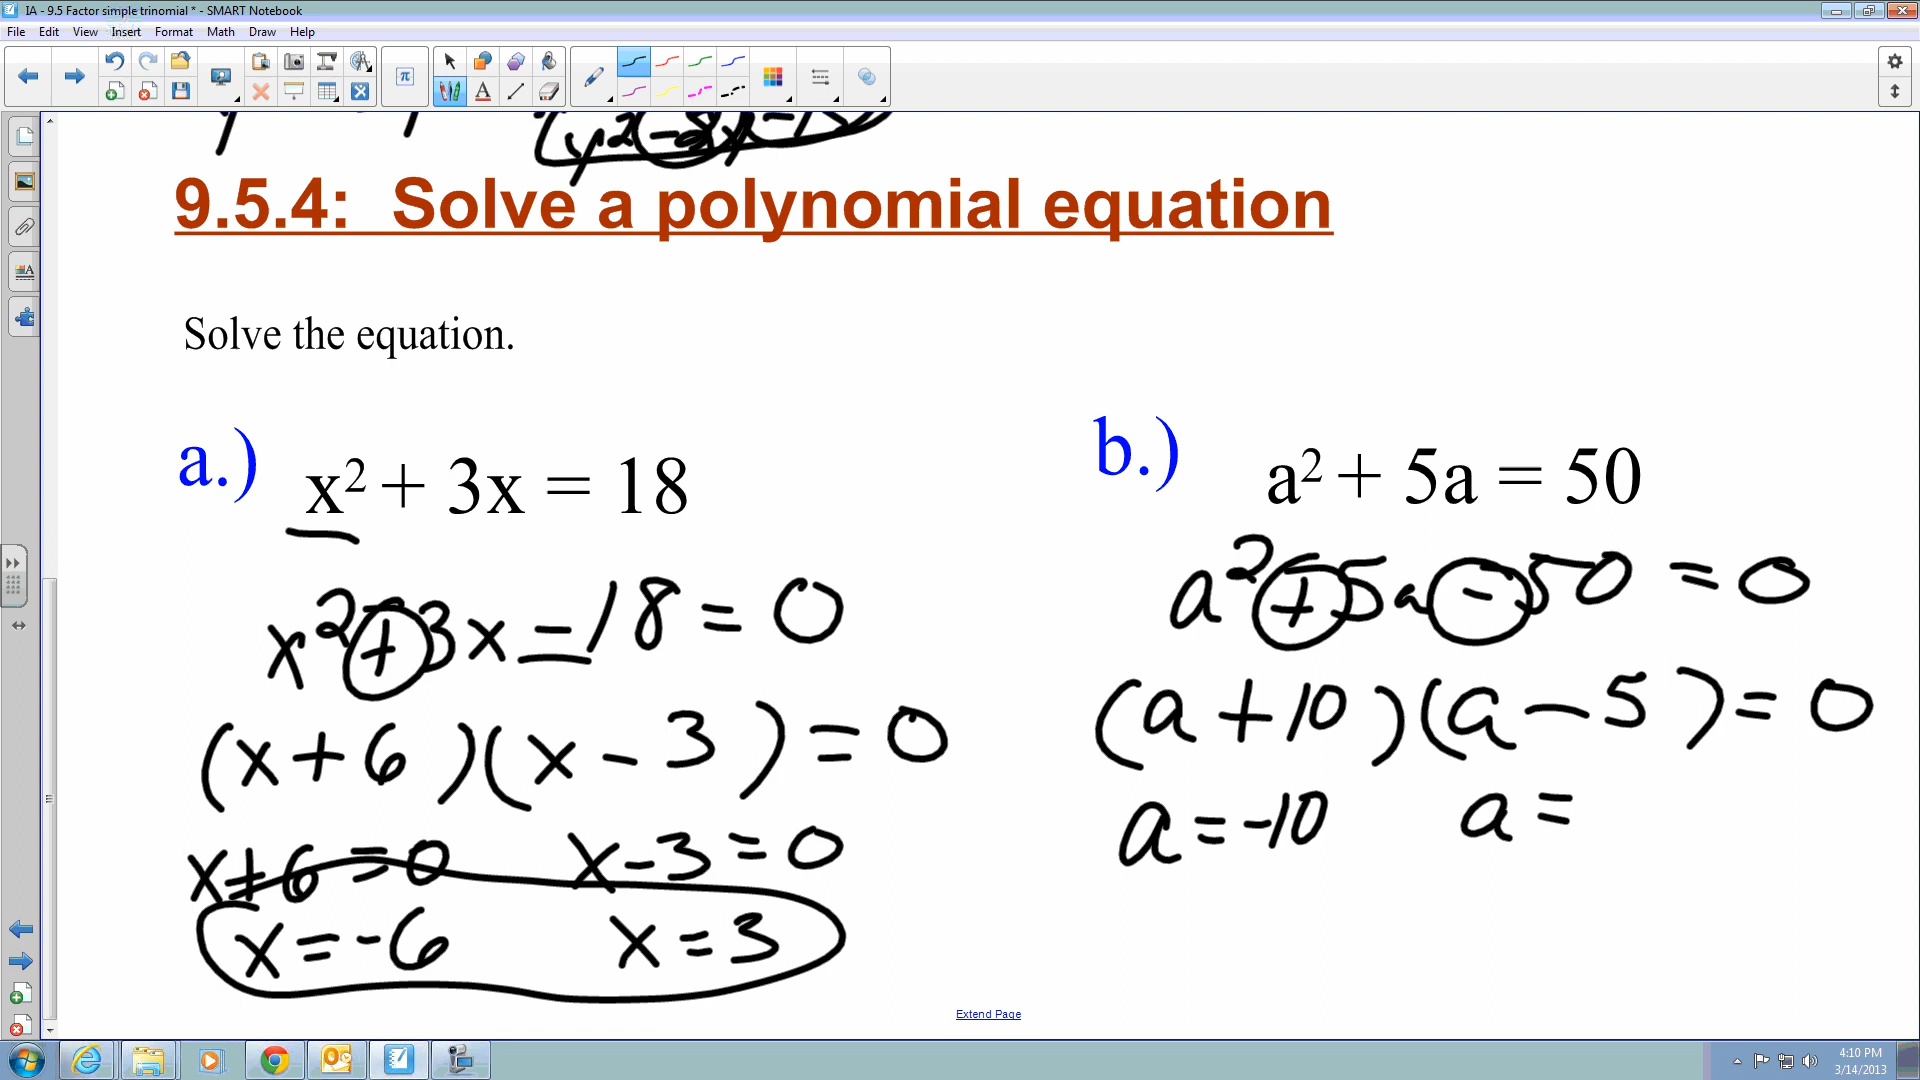 IA - 9.5 Factor simple trinomial * - SMART Notebook
File Edit View Insert Format Math Draw Help
9.5.4: Solve a polynomial equation
Solve the equation.
a.) x² + 3x = 18
x² + 3x - 18 = 0
(x + 6)(x - 3) = 0
x + 6 = 0 x - 3 = 0
x = -6 x = 3
b.) a² + 5a = 50
a² + 5a - 50 = 0
(a + 10)(a - 5) = 0
a = -10 a =
Extend Page
4:10 PM
3/14/2013